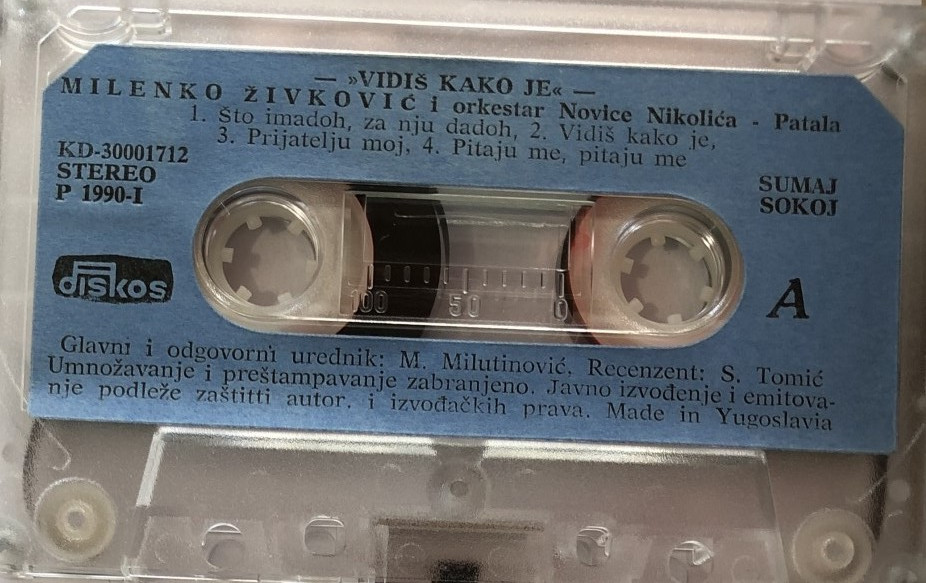 — »VIDIŠ KAKO JE« —
MILENKO ŽIVKOVIĆ i orkestar Novice Nikolića - Patala
1. Što imadoh, za nju dadoh, 2. Vidiš kako je,
3. Prijatelju moj, 4. Pitaju me, pitaju me
KD-30001712
STEREO
P 1990-I
SUMAJ
SOKOJ
diskos
100 50 0
A
Glavni i odgovorni urednik: M. Milutinović, Recenzent: S. Tomić
Umnožavanje i preštampavanje zabranjeno. Javno izvođenje i emitova-
nje podleže zaštitti autor. i izvođačkih prava. Made in Yugoslavia